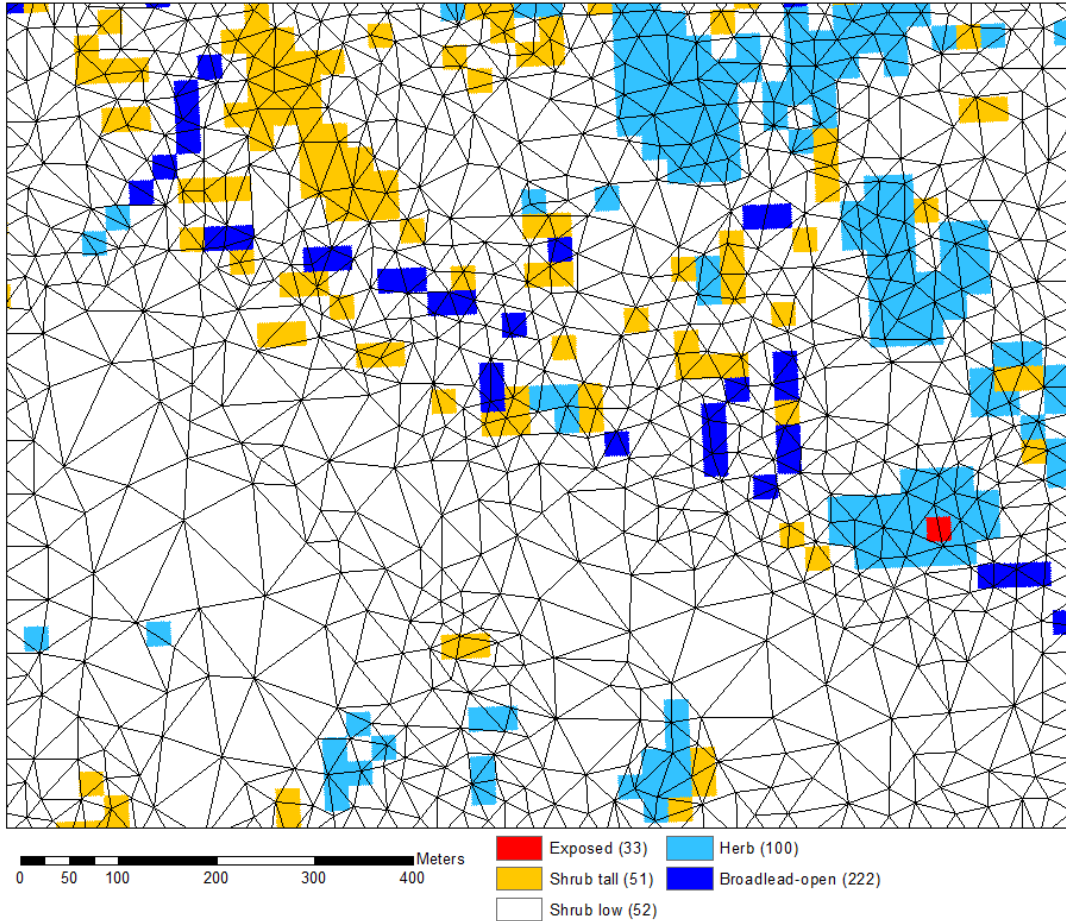 Meters
0 50 100 200 300 400
Exposed (33)
Herb (100)
Shrub tall (51)
Broadlead-open (222)
Shrub low (52)